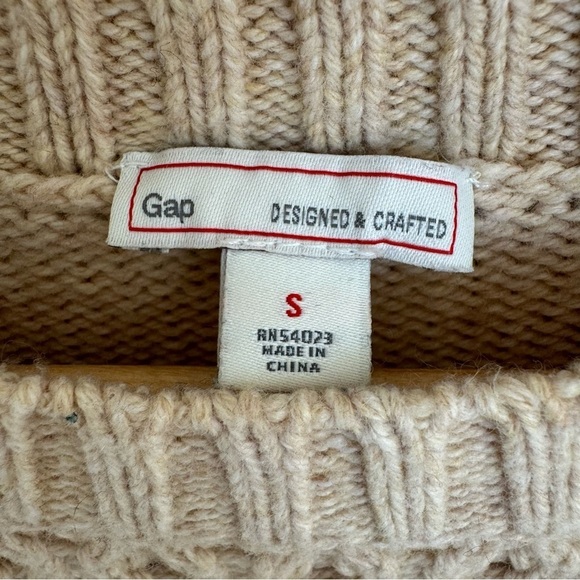 Gap DESIGNED & CRAFTED
S
RN54023
MADE IN
CHINA